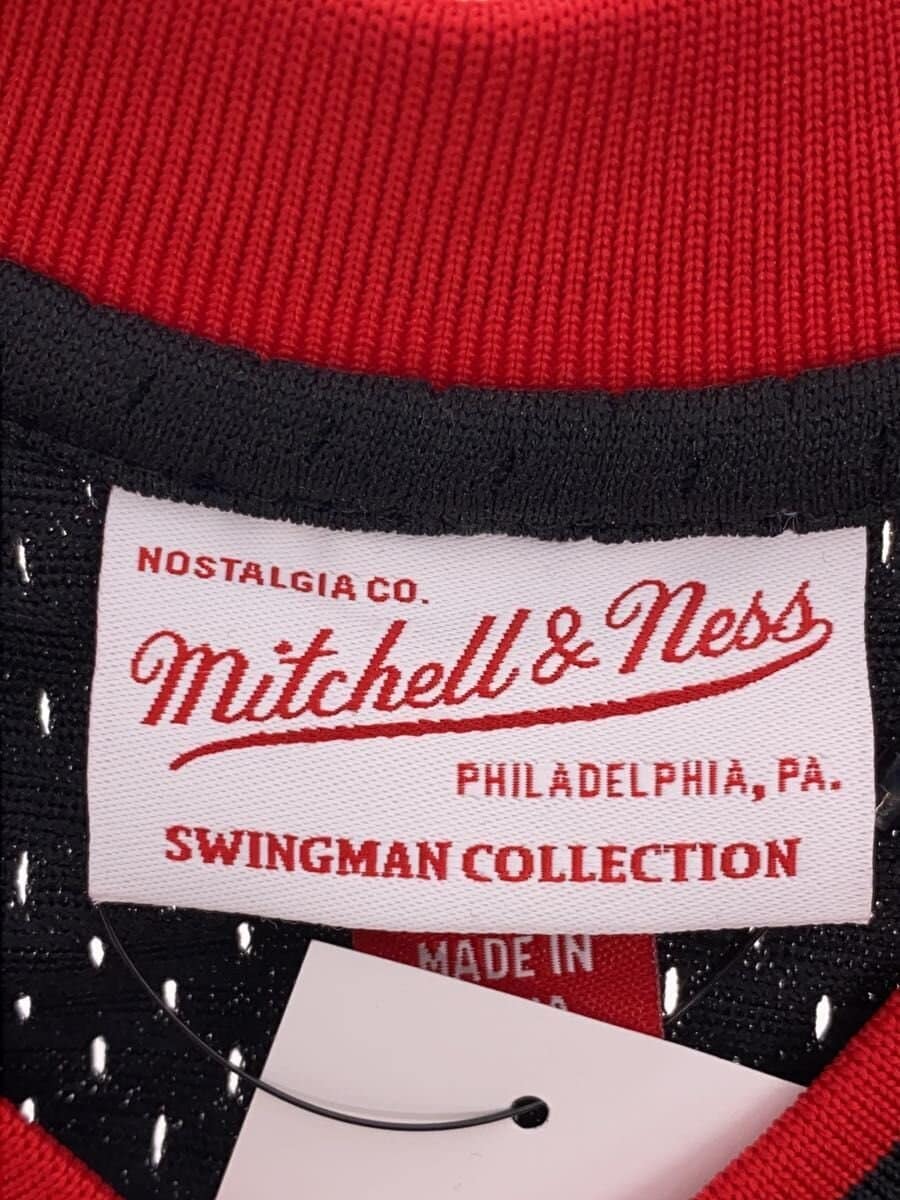 NOSTALGIA CO.
Mitchell & Ness
PHILADELPHIA, PA.
SWINGMAN COLLECTION
MADE IN